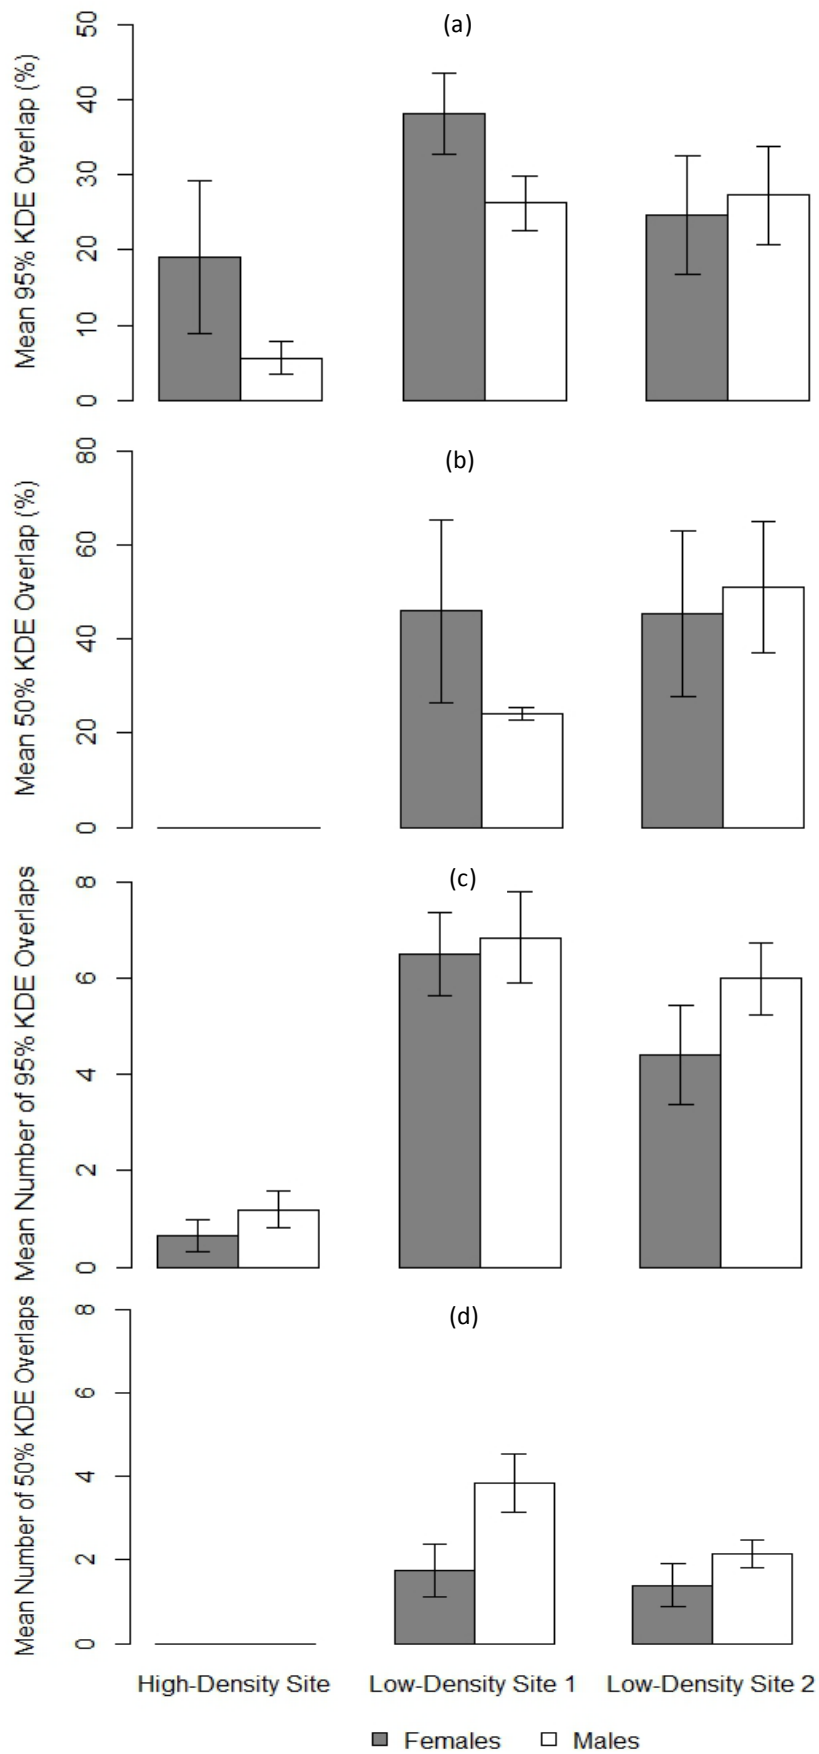 (a)
Mean 95% KDE Overlap (%)
50
40
30
20
10
0
(b)
Mean 50% KDE Overlap (%)
80
60
40
20
0
(c)
Mean Number of 95% KDE Overlaps
8
6
4
2
0
(d)
Mean Number of 50% KDE Overlaps
8
6
4
2
0
High-Density Site Low-Density Site 1 Low-Density Site 2
Females Males